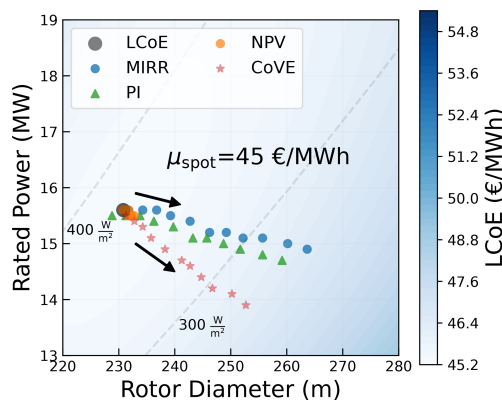 19
18
17
16
15
14
13
Rated Power (MW)
LCoE
MIRR
PI
NPV
CoVE
μspot=45 €/MWh
400 W/m²
300 W/m²
220 230 240 250 260 270 280
Rotor Diameter (m)
54.8
53.6
52.4
51.2
50.0
48.8
47.6
46.4
45.2
LCoE (€/MWh)